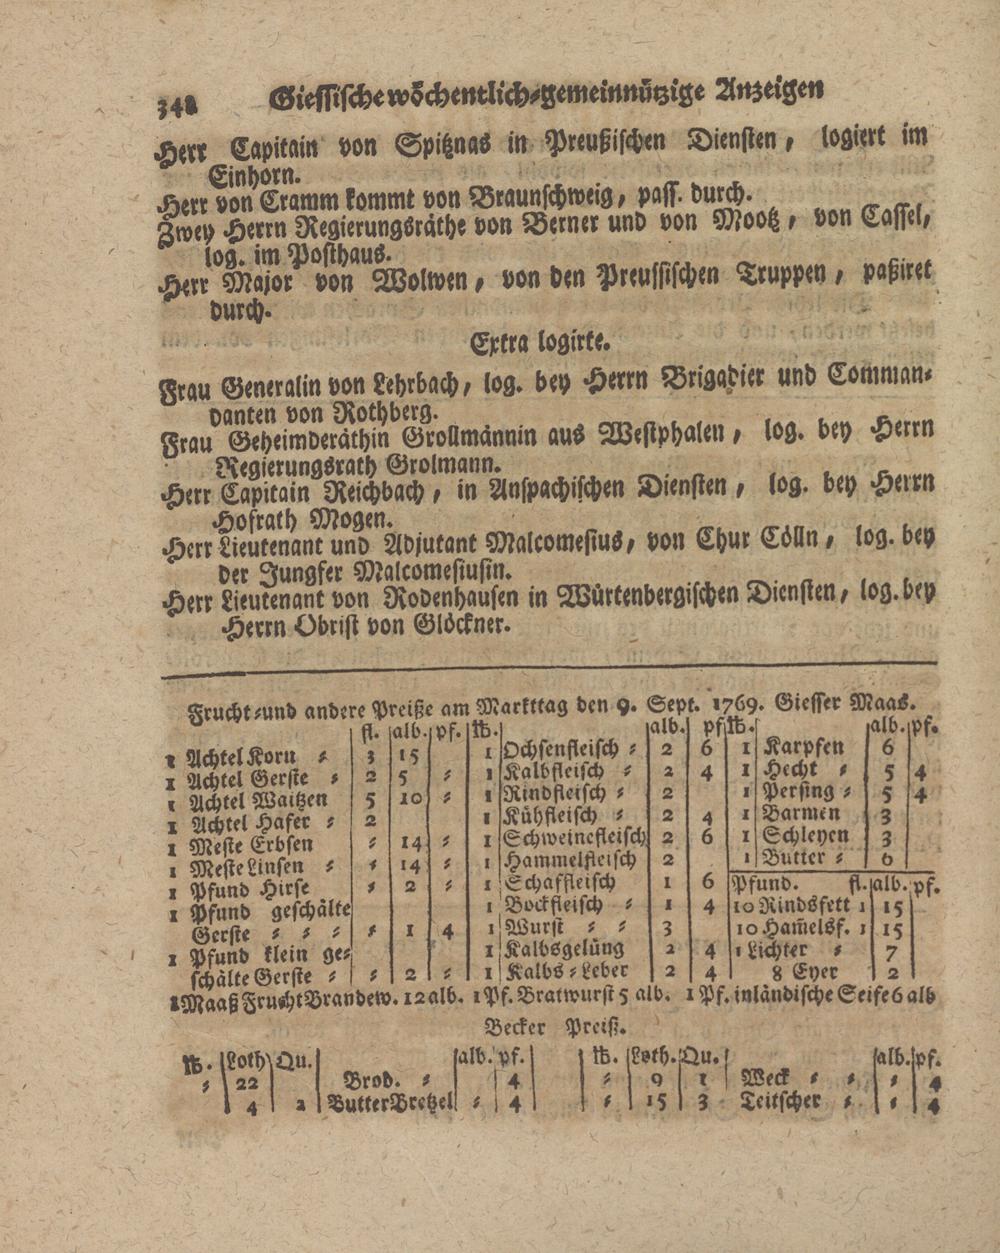 348 Giessische wöchentlich-gemeinnützige Anzeigen
Herr Capitain von Spitznas in Preußischen Diensten, logiert im
Einhorn.
Herr von Cramm kommt von Braunschweig, pass. durch.
Zwey Herrn Regierungsräthe von Berner und von Mootz, von Cassel,
log. im Posthaus.
Herr Major von Wolwen, von den Preussischen Truppen, paßiret
durch.
Extra logirte.
Frau Generalin von Lehrbach, log. bey Herrn Brigadier und Comman-
danten von Rothberg.
Frau Geheimderäthin Grollmännin aus Westphalen, log. bey Herrn
Regierungsrath Grolmann.
Herr Capitain Reichbach, in Anspachischen Diensten, log. bey Herrn
Hofrath Mogen.
Herr Lieutenant und Adjutant Malcomesius, von Chur Cölln, log. bey
der Jungfer Malcomesiusin.
Herr Lieutenant von Rodenhausen in Würtenbergischen Diensten, log. bey
Herrn Obrist von Glöckner.
Frucht- und andere Preiße am Markttag den 9. Sept. 1769. Giesser Maas.
fl. alb. pf.
1 Achtel Korn - 3 15
1 Achtel Gerste - 2 5 -
1 Achtel Waitzen 5 10 -
1 Achtel Hafer - 2
1 Meste Erbsen - 14 -
1 Meste Linsen - - 14 -
1 Pfund Hirse - 2 -
1 Pfund geschälte
Gerste - - - - 1 4
1 Pfund klein ge-
schälte Gerste - - 2 -
℔. alb. pf.
1 Ochsenfleisch - 2 6
1 Kalbfleisch - 2 4
1 Rindfleisch - 2
1 Kühfleisch - 2 4
1 Schweinefleisch 2 6
1 Hammelfleisch 2
1 Schaffleisch 1 6
1 Bockfleisch - 1 4
1 Wurst - - 3
1 Kalbsgelüng 2 4
1 Kalbs-Leber 2 4
℔. alb. pf.
1 Karpfen 6
1 Hecht - 5 4
1 Persing - 5 4
1 Barmen 3
1 Schleyen 3
1 Butter - 6
Pfund. fl. alb. pf.
10 Rindsfett 1 15
10 Ham̄elsf. 1 15
1 Lichter - 7
8 Eyer 2
1 Maaß Frucht Brandew. 12 alb. 1 Pf. Bratwurst 5 alb. 1 Pf. inländische Seife 6 alb
Becker Preiß.
℔. Loth Qu. alb. pf.
- 22 Brod. - 4
4 2 Butter Bretzel - 4
℔. Loth. Qu. alb. pf.
- 9 1 Weck - - - 4
- 15 3 Teitscher - - 4